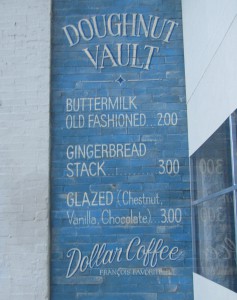 DOUGHNUT
VAULT
BUTTERMILK
OLD FASHIONED... 2.00
GINGERBREAD
STACK............ 3.00
GLAZED (Chestnut,
Vanilla, Chocolate). 3.00
Dollar Coffee